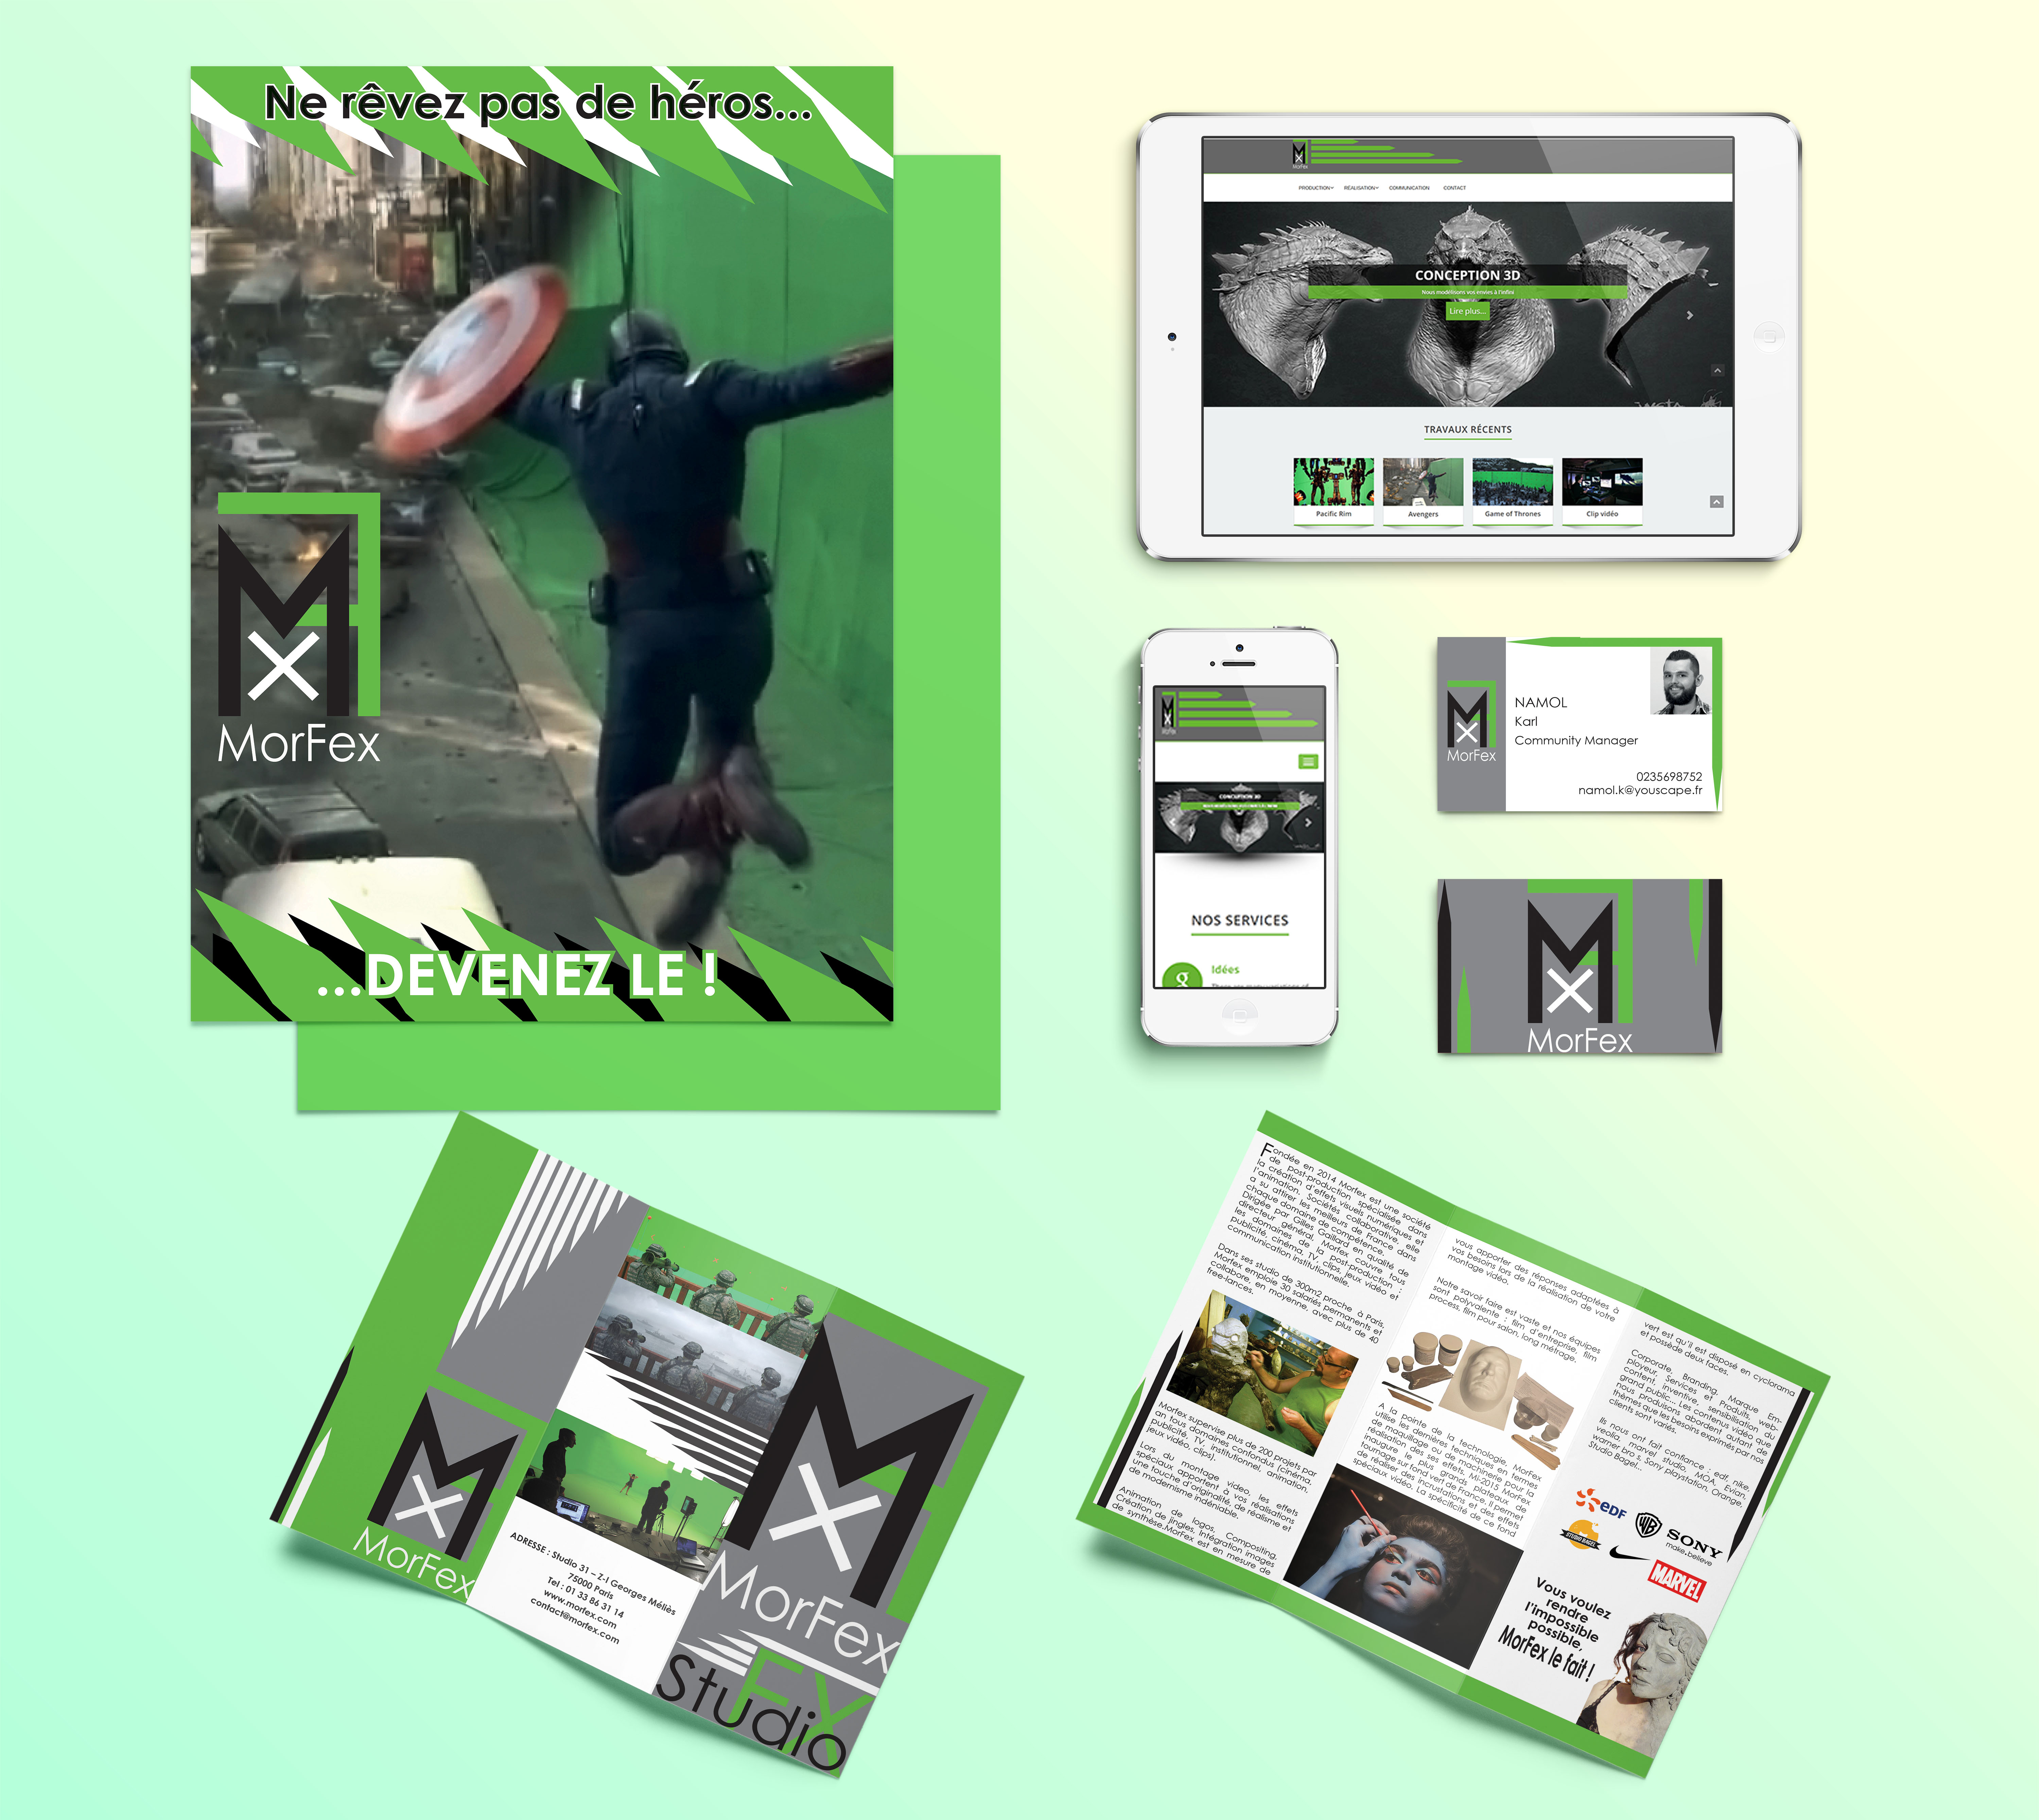 Ne rêvez pas de héros...
MorFex
...DEVENEZ LE !
MorFex
PRODUCTION
RÉALISATION
COMMUNICATION
CONTACT
CONCEPTION 3D
Nous modélisons vos envies à l'infini
Lire plus...
TRAVAUX RÉCENTS
Pacific Rim
Avengers
Game of Thrones
Clip vidéo
MorFex
CONCEPTION 3D
NOS SERVICES
Idées
MorFex
NAMOL
Karl
Community Manager
0235698752
namol.k@youscape.fr
MorFex
MorFex
ADRESSE : Studio 31 – Z-I Georges Méliès
75000 Paris
Tel : 01 33 86 31 14
www.morfex.com
contact@morfex.com
MorFex
FX
Studio
Fondée en 2014 Morfex est une société
de post-production spécialisée dans
la création d'effets visuels numériques et
l'animation. Sociétés collaborative, elle
a su attirer les meilleurs de France dans
chaque domaine de compétence.
Dirigée par Gilles Gaillard en qualité de
directeur général, Morfex couvre tous
les domaines de la post-production :
publicité, cinéma, TV, clips, jeux vidéo et
communication institutionnelle.
Dans ses studio de 300m2 proche à Paris,
Morfex emploie 30 salariés permanents et
collabore, en moyenne, avec plus de 40
free-lances.
Morfex supervise plus de 200 projets par
an tous domaines confondus (cinéma,
publicité, TV, institutionnel, animation,
jeux vidéo, clips).
Lors du montage video, les effets
spéciaux apportent à vos réalisations
une touche d'originalité, de réalisme et
de modernisme indéniable.
Animation de logos, Compositing,
Création de jingles, Intégration images
de synthèse.MorFex est en mesure de
vous apporter des réponses adaptées à
vos besoins lors de la réalisation de votre
montage vidéo.
Notre savoir faire est vaste et nos équipes
sont polyvalente : film d'entreprise, film
process, film pour salon, long métrage.
A la pointe de la technologie, MorFex
utilise les dernières techniques en termes
de maquillage ou de machinerie pour la
réalisation des ses effets. Mi-2015 MorFex
inaugure le plus grands plateaux de
tournage sur fond vert de France. Il permet
de réaliser des incrustations et des effets
spéciaux vidéo. La spécificité de ce fond
vert est qu'il est disposé en cyclorama
et possède deux faces.
Corporate, Branding, Marque Em-
ployeur, Services et Produits, web-
content, inventive, sensibilisation du
grand public... Les contenus vidéo que
nous produisons abordent autant de
thèmes que les besoins exprimés par nos
clients sont variés.
Ils nous ont fait confiance : edf, nike,
veolia, marvel studio, MOA, Evian,
warner bro s, Sony playstation, Orange,
Studio Bagel...
edf
WB
SONY
make.believe
STUDIO BAGEL
MARVEL
Vous voulez
rendre
l'impossible
possible,
MorFex le fait !